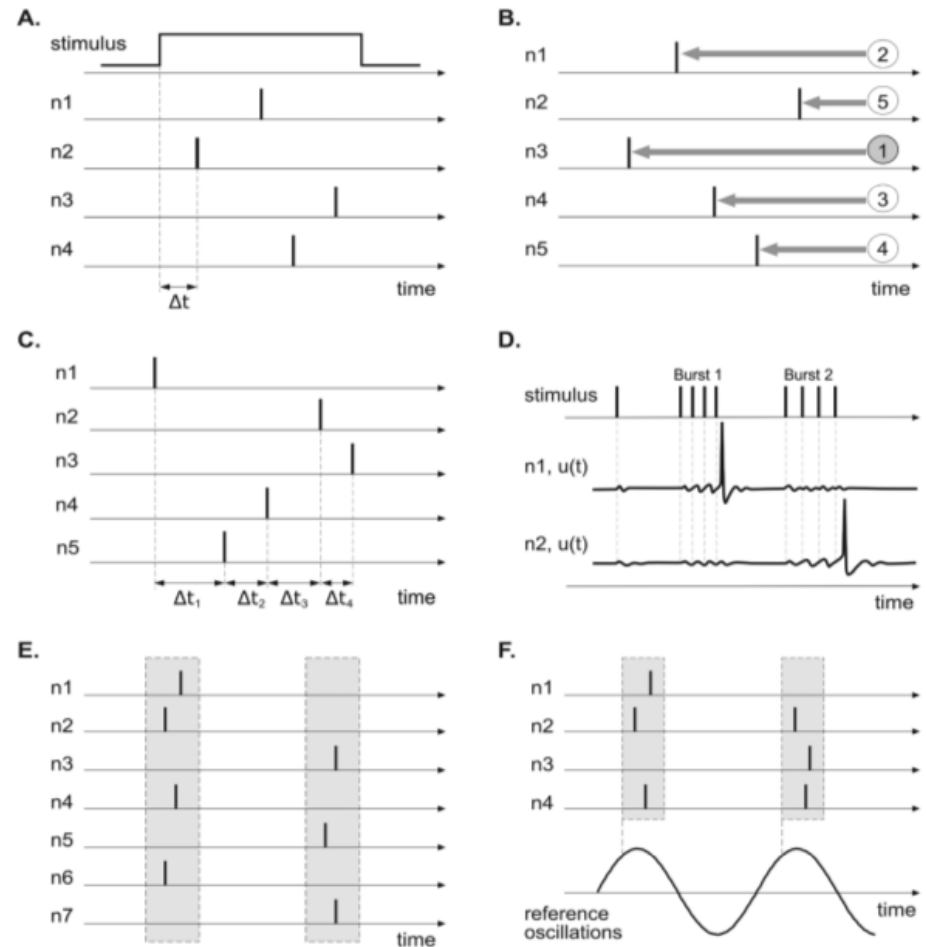 A.
stimulus
n1
n2
n3
n4
time
Δt
B.
n1
2
n2
5
n3
1
n4
3
n5
4
time
C.
n1
n2
n3
n4
n5
Δt₁ Δt₂ Δt₃ Δt₄ time
D.
Burst 1 Burst 2
stimulus
n1, u(t)
n2, u(t)
time
E.
n1
n2
n3
n4
n5
n6
n7
time
F.
n1
n2
n3
n4
time
reference
oscillations